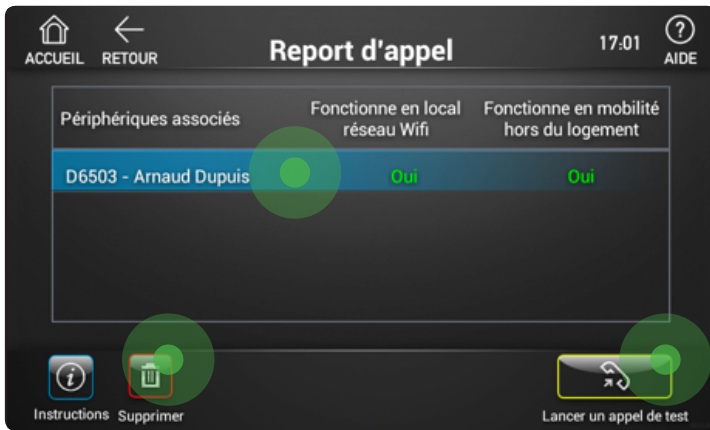 ACCUEIL RETOUR Report d'appel 17:01 AIDE
Périphériques associés
Fonctionne en local
réseau Wifi
Fonctionne en mobilité
hors du logement
D6503 - Arnaud Dupuis Oui Oui
Instructions Supprimer Lancer un appel de test